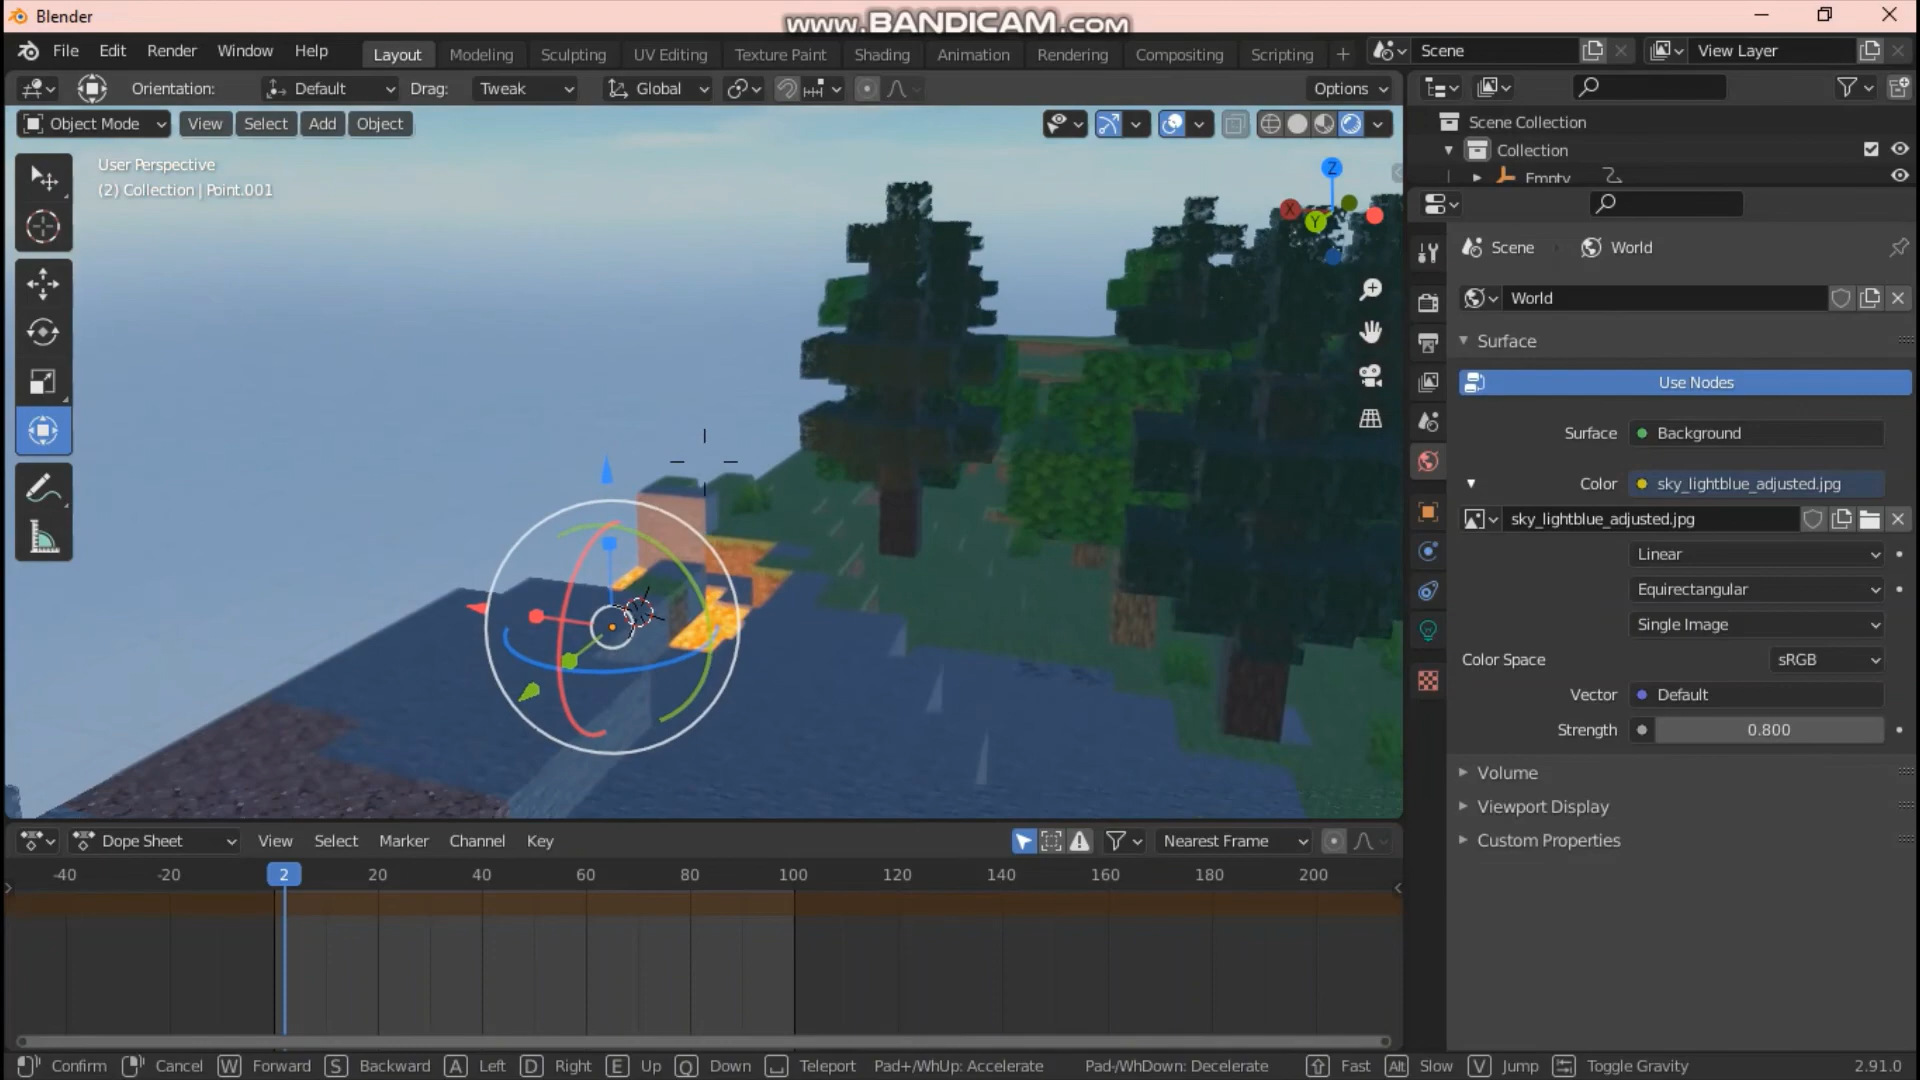 Blender
www.BANDICAM.com
File Edit Render Window Help
Layout Modeling Sculpting UV Editing Texture Paint Shading Animation Rendering Compositing Scripting +
Scene
View Layer
Orientation: Default Drag: Tweak Global Options
Object Mode View Select Add Object
User Perspective
(2) Collection | Point.001
Z
X
Y
Scene Collection
Collection
Empty
Scene World
World
Surface
Use Nodes
Surface Background
Color sky_lightblue_adjusted.jpg
sky_lightblue_adjusted.jpg
Linear
Equirectangular
Single Image
Color Space sRGB
Vector Default
Strength 0.800
Volume
Viewport Display
Custom Properties
Dope Sheet View Select Marker Channel Key Nearest Frame
-40 -20 2 20 40 60 80 100 120 140 160 180 200
Confirm Cancel W Forward S Backward A Left D Right E Up Q Down Teleport Pad+/WhUp: Accelerate Pad-/WhDown: Decelerate Fast Alt Slow V Jump Toggle Gravity 2.91.0